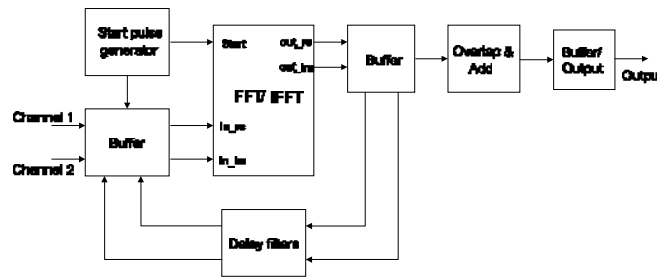 Start pulse
generator
Start
out_re
out_im
FFT/ IFFT
in_re
in_im
Channel 1
Channel 2
Buffer
Buffer
Overlap &
Add
Buffer/
Output
Output
Delay filters